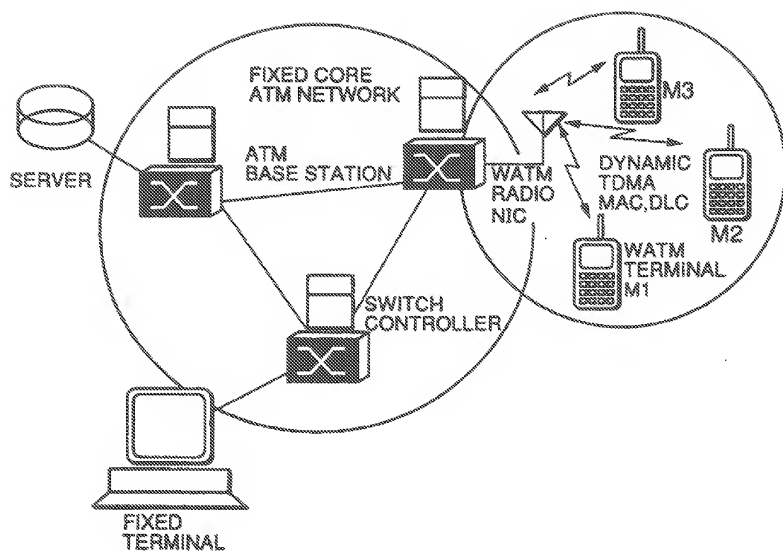 FIXED CORE
ATM NETWORK
M3
SERVER
ATM
BASE STATION
WATM
RADIO
NIC
DYNAMIC
TDMA
MAC,DLC
M2
WATM
TERMINAL
M1
SWITCH
CONTROLLER
FIXED
TERMINAL